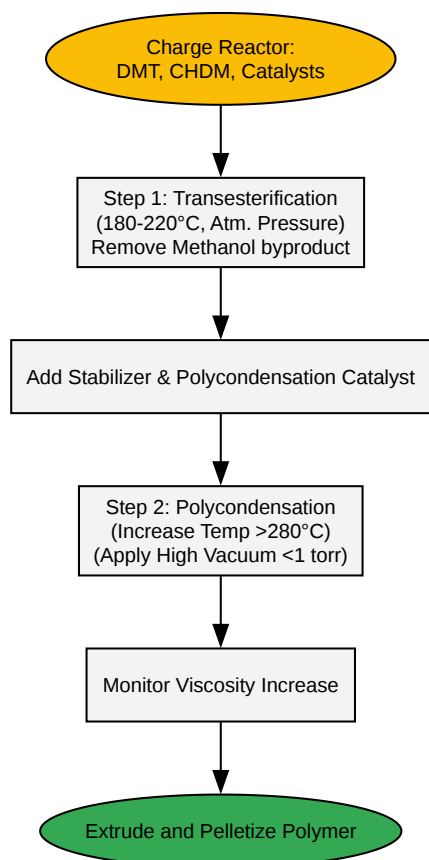 Charge Reactor:
DMT, CHDM, Catalysts
Step 1: Transesterification
(180-220°C, Atm. Pressure)
Remove Methanol byproduct
Add Stabilizer & Polycondensation Catalyst
Step 2: Polycondensation
(Increase Temp >280°C)
(Apply High Vacuum <1 torr)
Monitor Viscosity Increase
Extrude and Pelletize Polymer